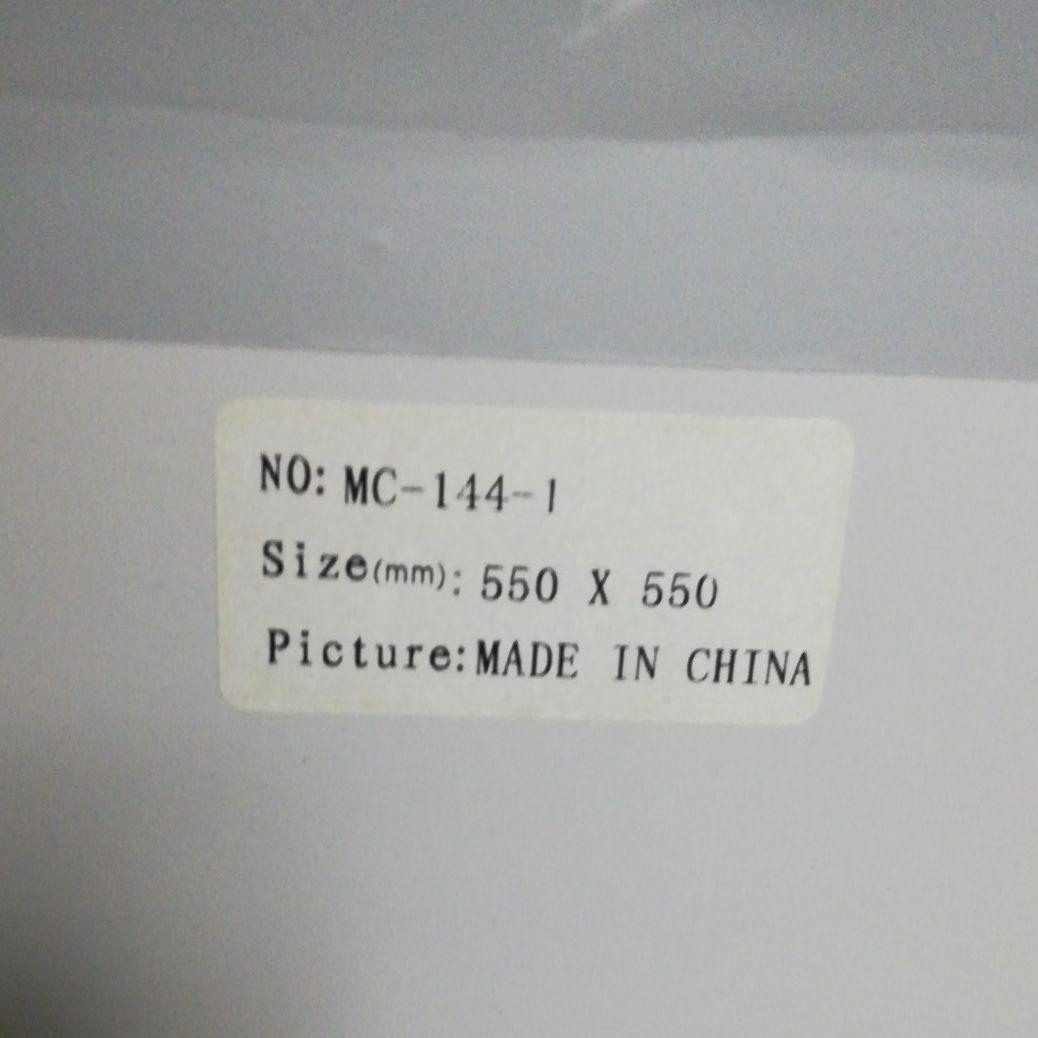 NO: MC-144-1
Size(mm): 550 X 550
Picture:MADE IN CHINA